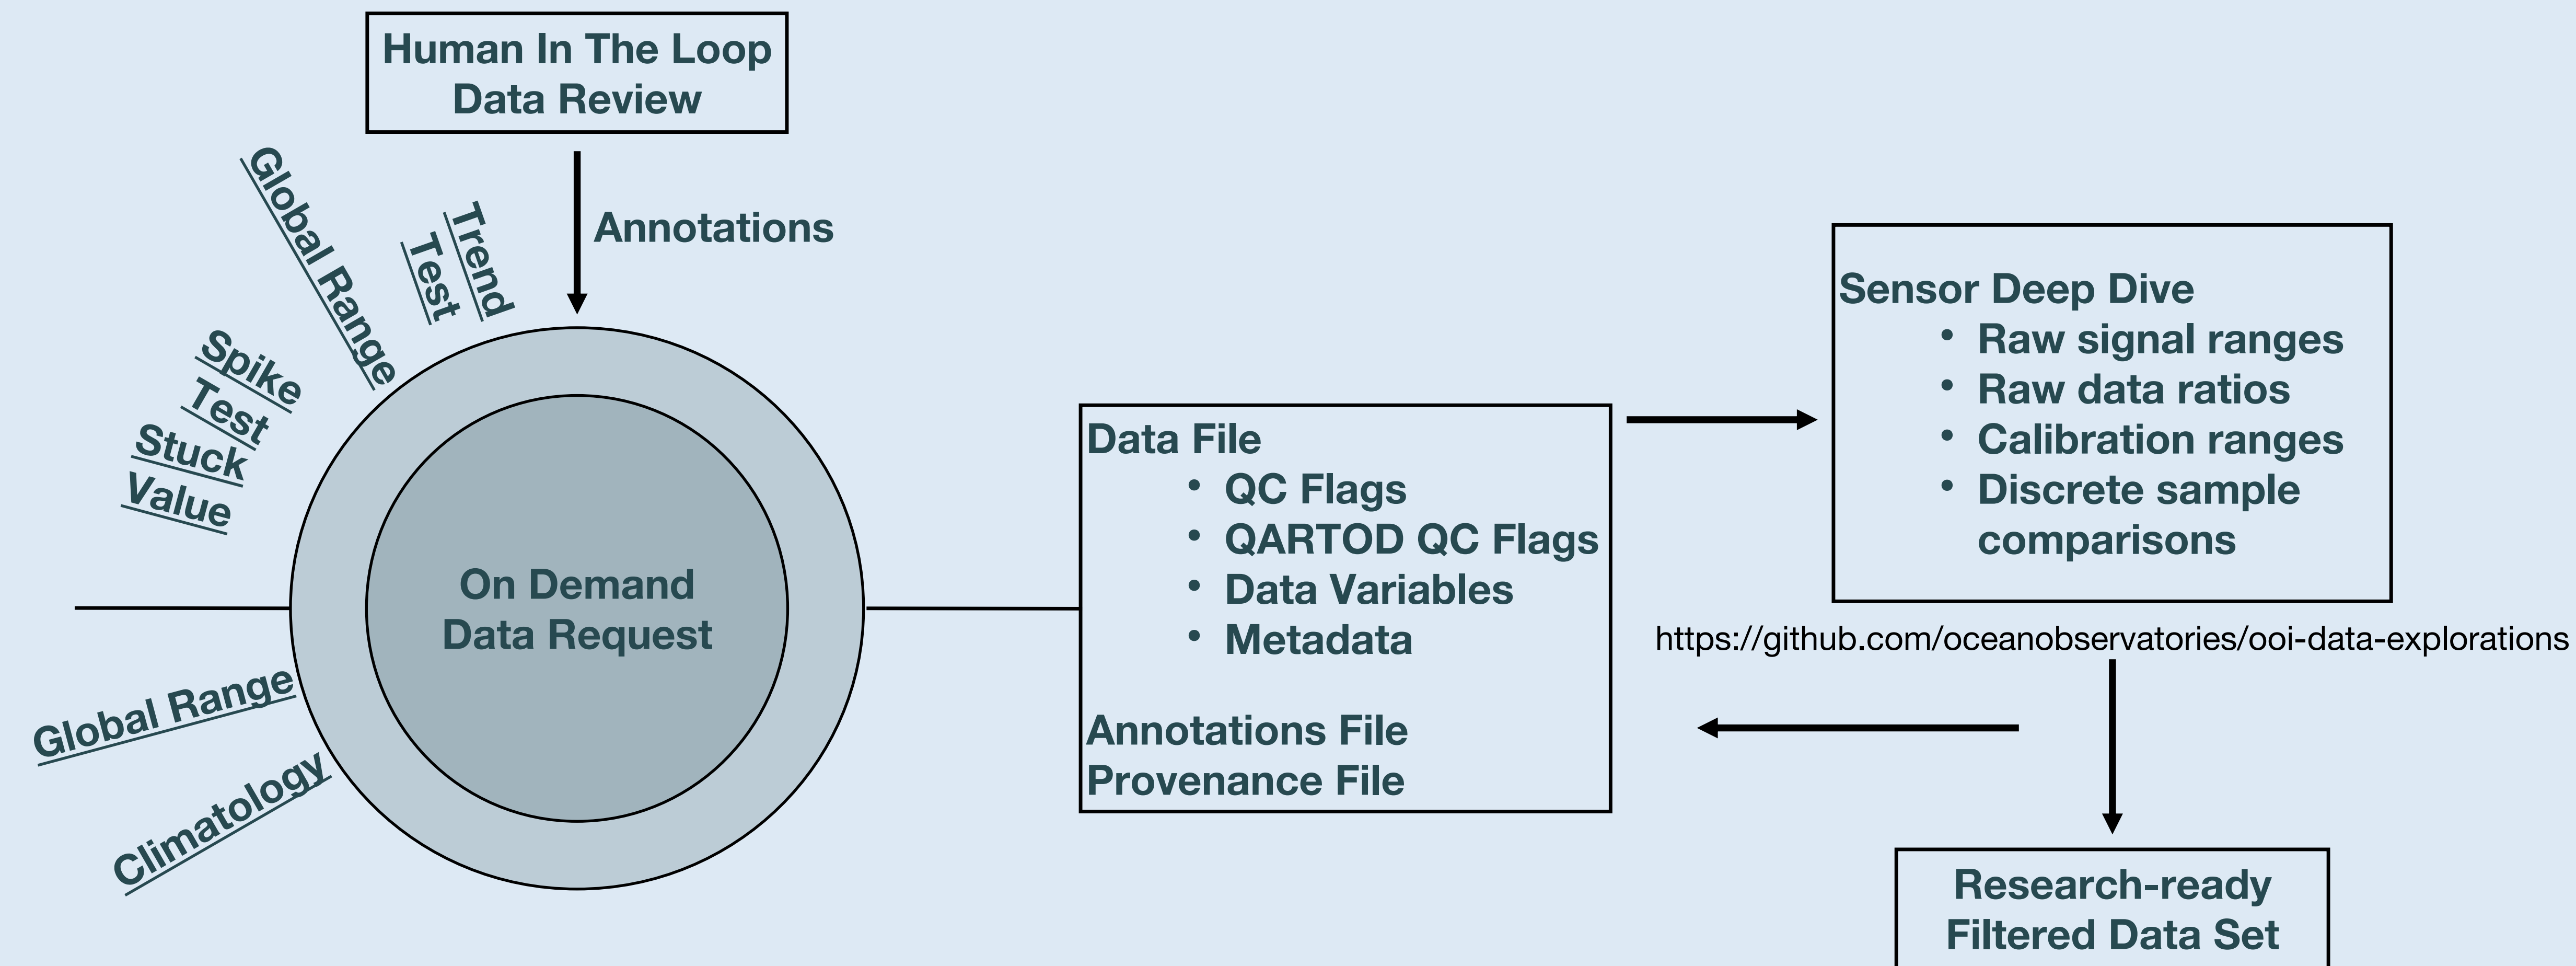 Human In The Loop
Data Review
Annotations
Trend
Test
Global Range
Spike
Test
Stuck
Value
Global Range
Climatology
On Demand
Data Request
Data File
• QC Flags
• QARTOD QC Flags
• Data Variables
• Metadata
Annotations File
Provenance File
Sensor Deep Dive
• Raw signal ranges
• Raw data ratios
• Calibration ranges
• Discrete sample
comparisons
https://github.com/oceanobservatories/ooi-data-explorations
Research-ready
Filtered Data Set